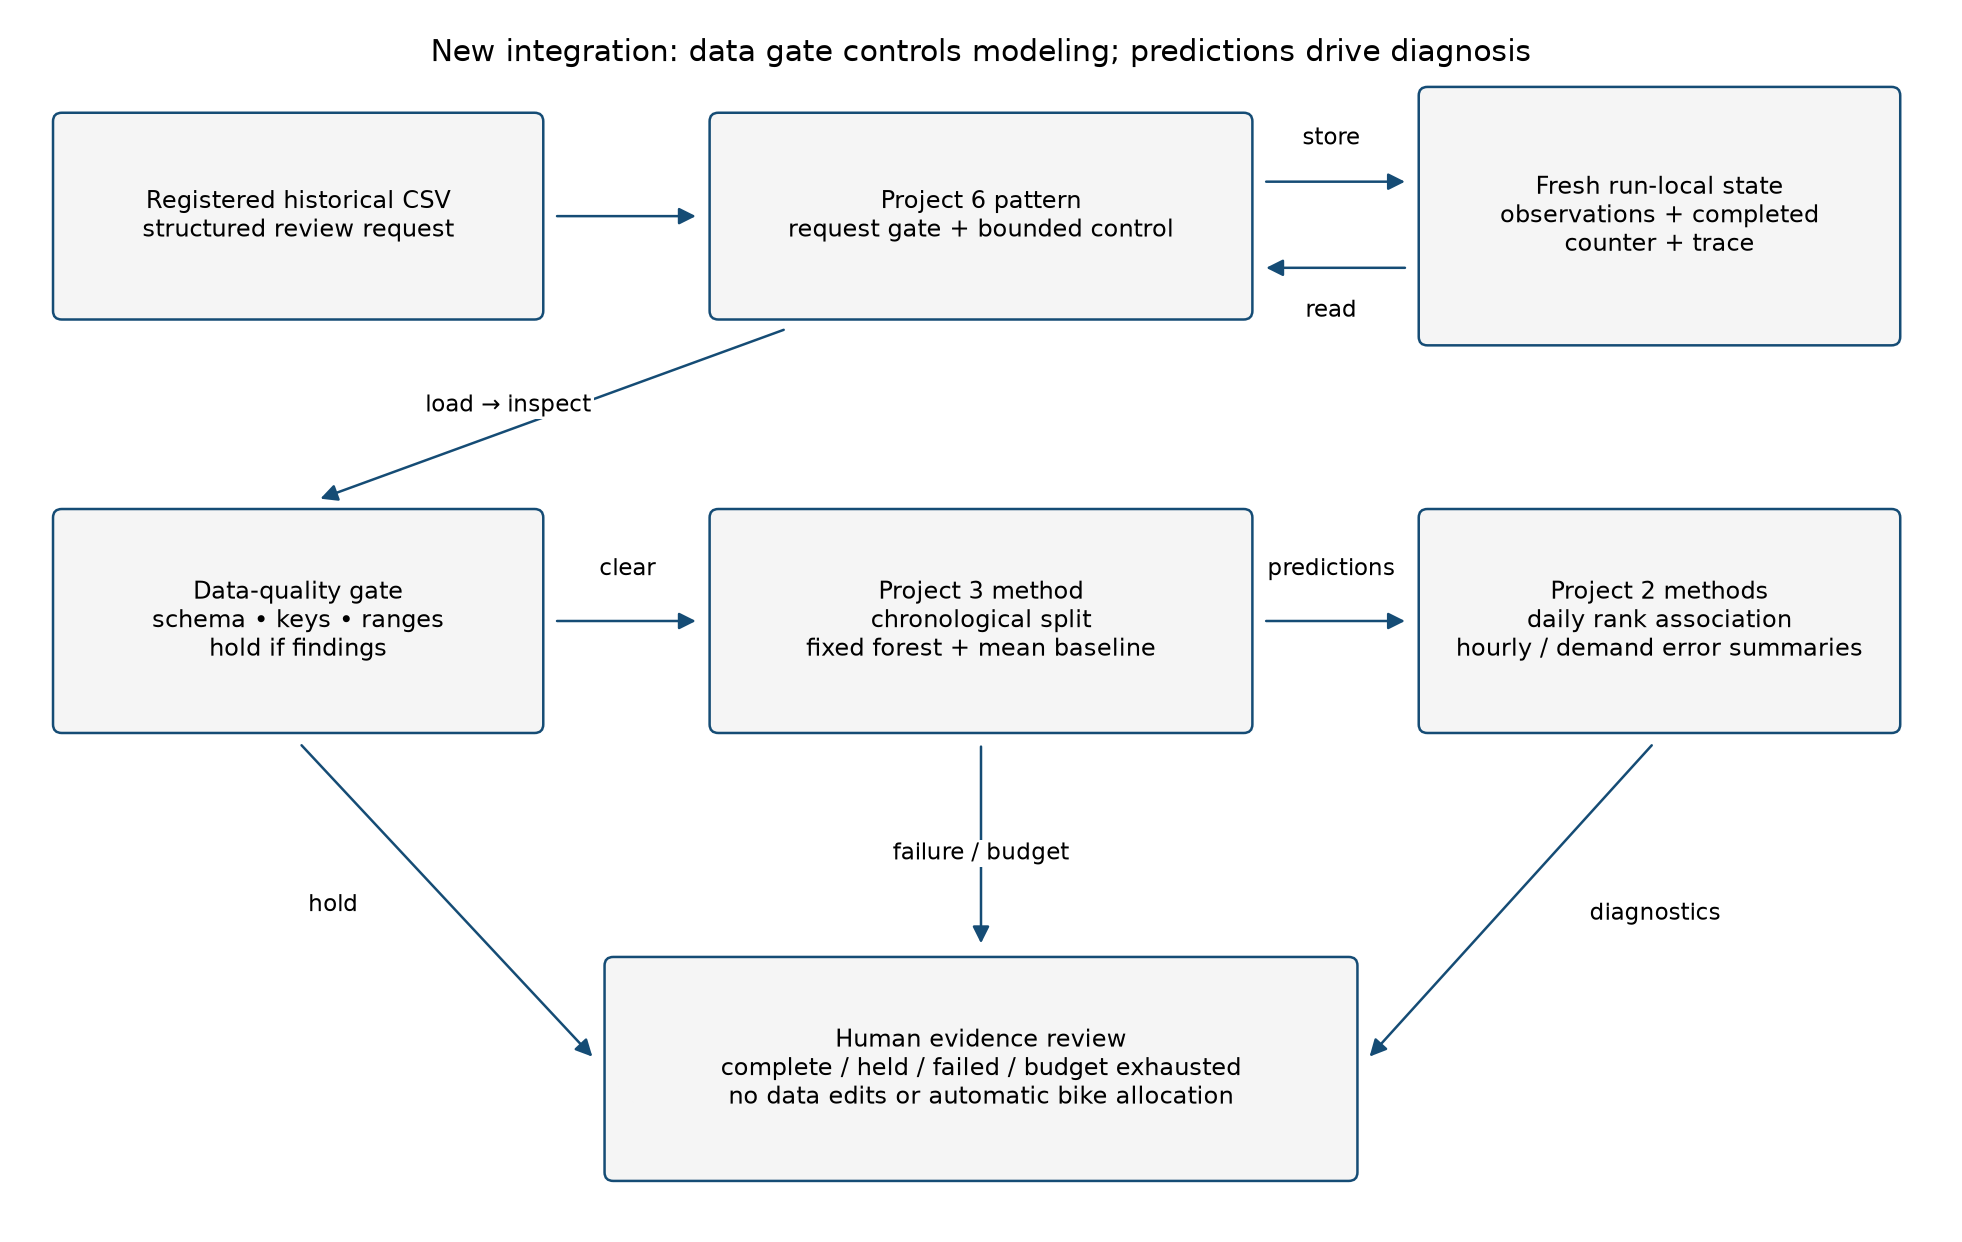 New integration: data gate controls modeling; predictions drive diagnosis
Registered historical CSV
structured review request
Project 6 pattern
request gate + bounded control
store
read
Fresh run-local state
observations + completed
counter + trace
load → inspect
Data-quality gate
schema • keys • ranges
hold if findings
clear
Project 3 method
chronological split
fixed forest + mean baseline
predictions
Project 2 methods
daily rank association
hourly / demand error summaries
hold
failure / budget
diagnostics
Human evidence review
complete / held / failed / budget exhausted
no data edits or automatic bike allocation